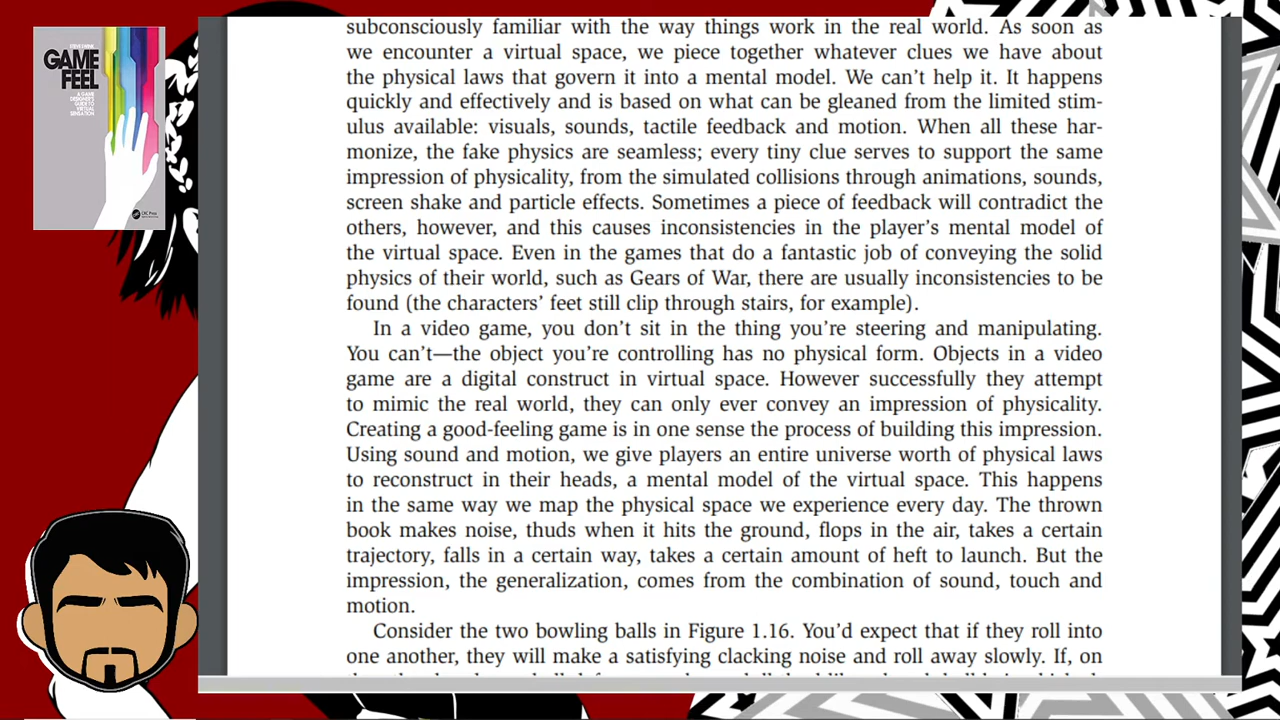 STEVE SWINK
GAME
FEEL
A GAME
DESIGNER'S
GUIDE TO
VIRTUAL
SENSATION
CRC Press
subconsciously familiar with the way things work in the real world. As soon as
we encounter a virtual space, we piece together whatever clues we have about
the physical laws that govern it into a mental model. We can't help it. It happens
quickly and effectively and is based on what can be gleaned from the limited stim-
ulus available: visuals, sounds, tactile feedback and motion. When all these har-
monize, the fake physics are seamless; every tiny clue serves to support the same
impression of physicality, from the simulated collisions through animations, sounds,
screen shake and particle effects. Sometimes a piece of feedback will contradict the
others, however, and this causes inconsistencies in the player's mental model of
the virtual space. Even in the games that do a fantastic job of conveying the solid
physics of their world, such as Gears of War, there are usually inconsistencies to be
found (the characters' feet still clip through stairs, for example).
In a video game, you don't sit in the thing you're steering and manipulating.
You can't—the object you're controlling has no physical form. Objects in a video
game are a digital construct in virtual space. However successfully they attempt
to mimic the real world, they can only ever convey an impression of physicality.
Creating a good-feeling game is in one sense the process of building this impression.
Using sound and motion, we give players an entire universe worth of physical laws
to reconstruct in their heads, a mental model of the virtual space. This happens
in the same way we map the physical space we experience every day. The thrown
book makes noise, thuds when it hits the ground, flops in the air, takes a certain
trajectory, falls in a certain way, takes a certain amount of heft to launch. But the
impression, the generalization, comes from the combination of sound, touch and
motion.
Consider the two bowling balls in Figure 1.16. You'd expect that if they roll into
one another, they will make a satisfying clacking noise and roll away slowly. If, on